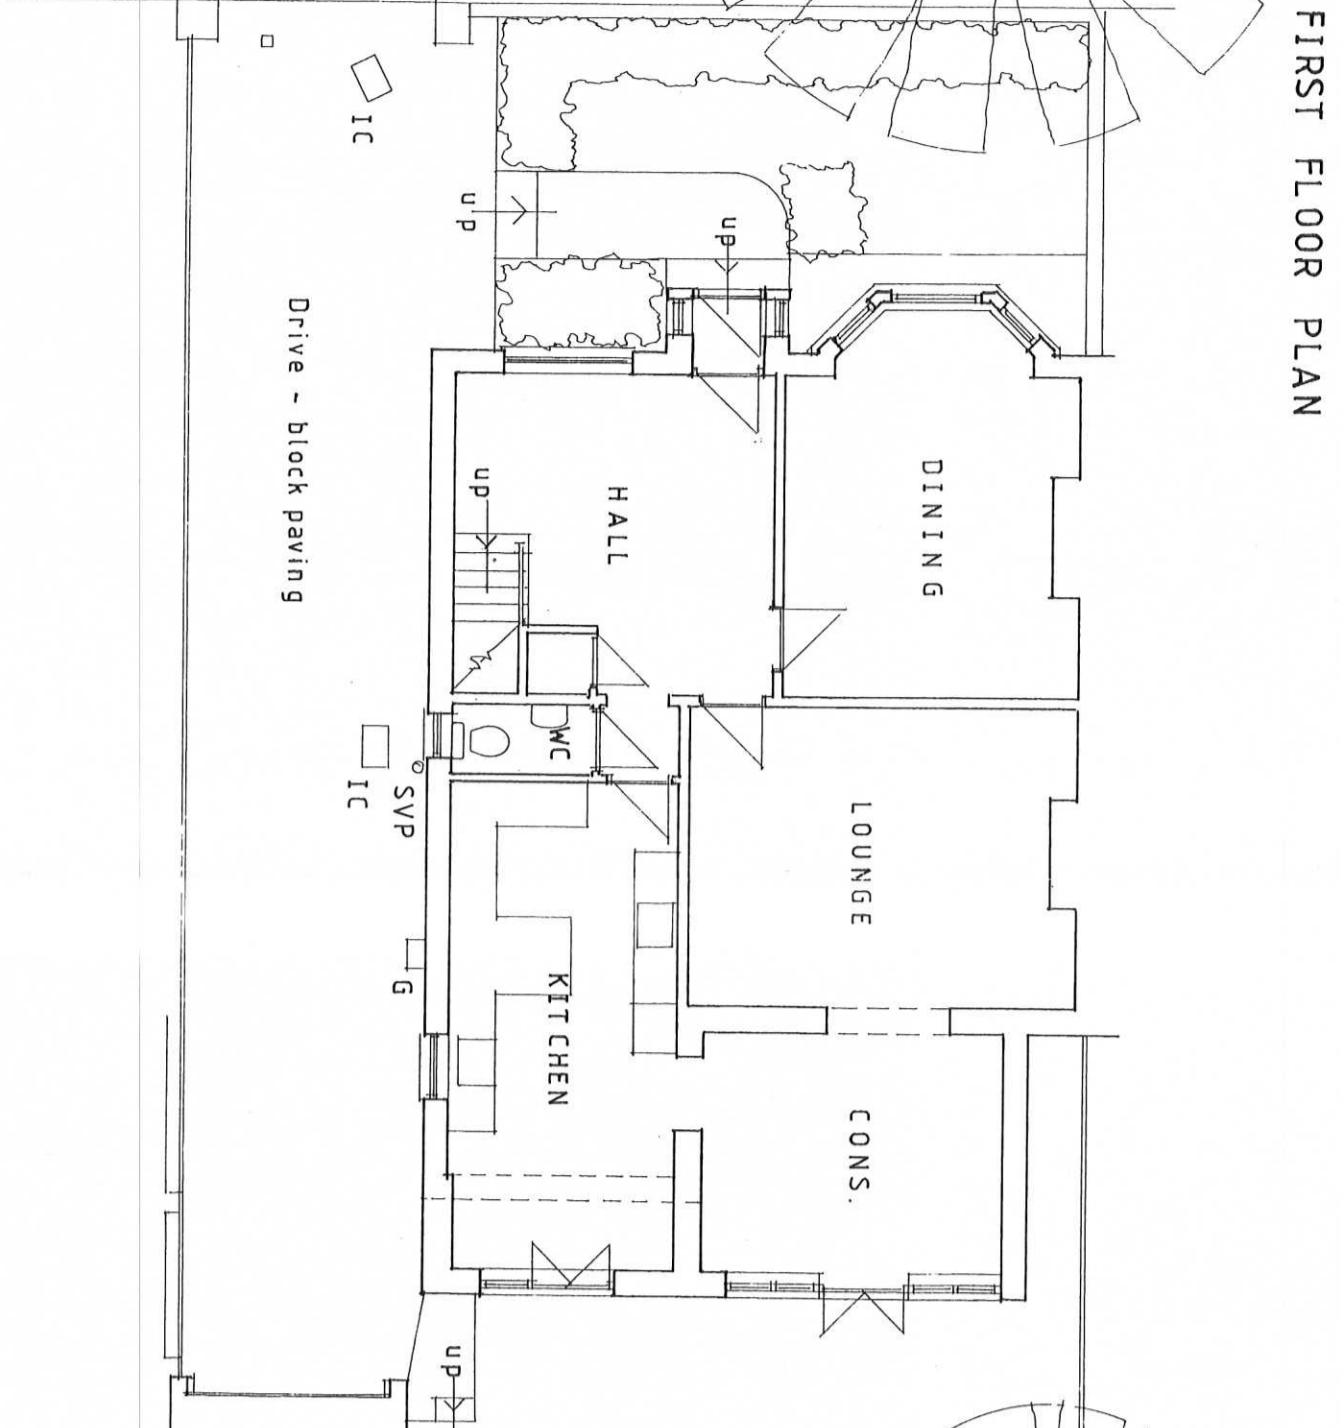 FIRST FLOOR PLAN
IC
up
up
Drive - block paving
DINING
HALL
up
WC
IC
SVP
LOUNGE
G
KITCHEN
CONS.
up